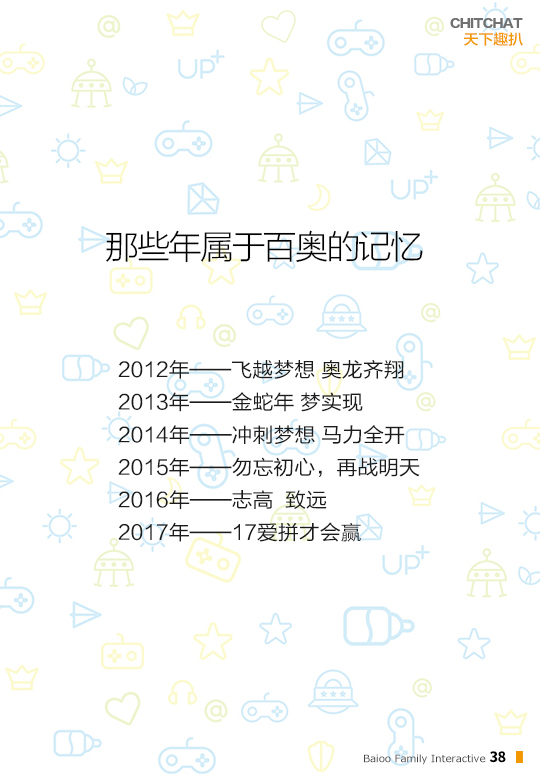 CHITCHAT
天下趣扒
那些年属于百奥的记忆
2012年——飞越梦想 奥龙齐翔
2013年——金蛇年 梦实现
2014年——冲刺梦想 马力全开
2015年——勿忘初心，再战明天
2016年——志高  致远
2017年——17爱拼才会赢
UP+
UP+
UP+
Baioo Family Interactive 38